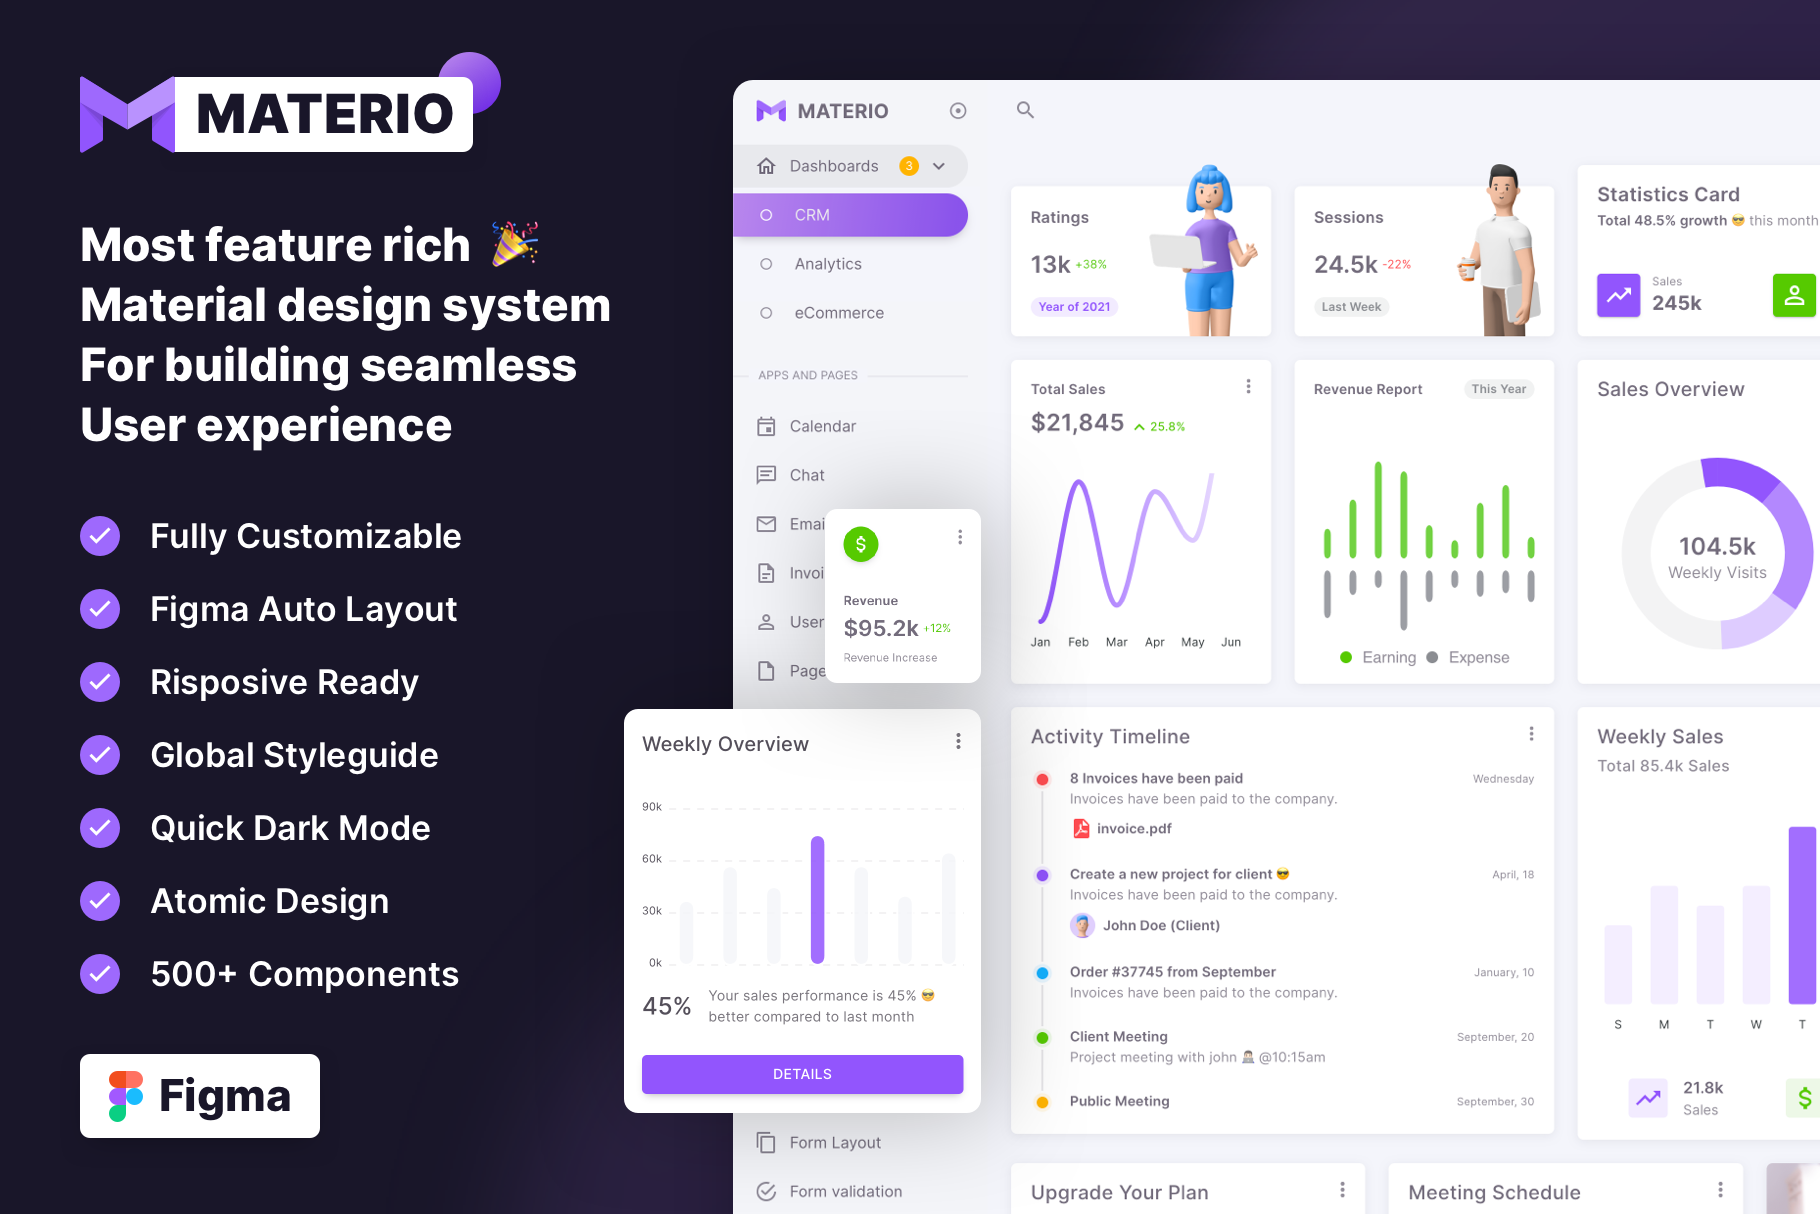 MATERIO
Most feature rich 🎉
Material design system
For building seamless
User experience
Fully Customizable
Figma Auto Layout
Risposive Ready
Global Styleguide
Quick Dark Mode
Atomic Design
500+ Components
Figma
MATERIO
Dashboards 3
CRM
Analytics
eCommerce
APPS AND PAGES
Calendar
Chat
Emai
Invoi
User
Page
Form Layout
Form validation
$
Revenue
$95.2k +12%
Revenue Increase
Weekly Overview
90k
60k
30k
0k
45%
Your sales performance is 45% 😎
better compared to last month
DETAILS
Ratings
13k +38%
Year of 2021
Sessions
24.5k -22%
Last Week
Statistics Card
Total 48.5% growth 😎 this month
Sales
245k
Total Sales
$21,845 25.8%
Jan Feb Mar Apr May Jun
Revenue Report This Year
Earning Expense
Sales Overview
104.5k
Weekly Visits
Activity Timeline
8 Invoices have been paid Wednesday
Invoices have been paid to the company.
invoice.pdf
Create a new project for client 😎 April, 18
Invoices have been paid to the company.
John Doe (Client)
Order #37745 from September January, 10
Invoices have been paid to the company.
Client Meeting September, 20
Project meeting with john 👨‍💻 @10:15am
Public Meeting September, 30
Weekly Sales
Total 85.4k Sales
S M T W T
21.8k
Sales
$
Upgrade Your Plan
Meeting Schedule